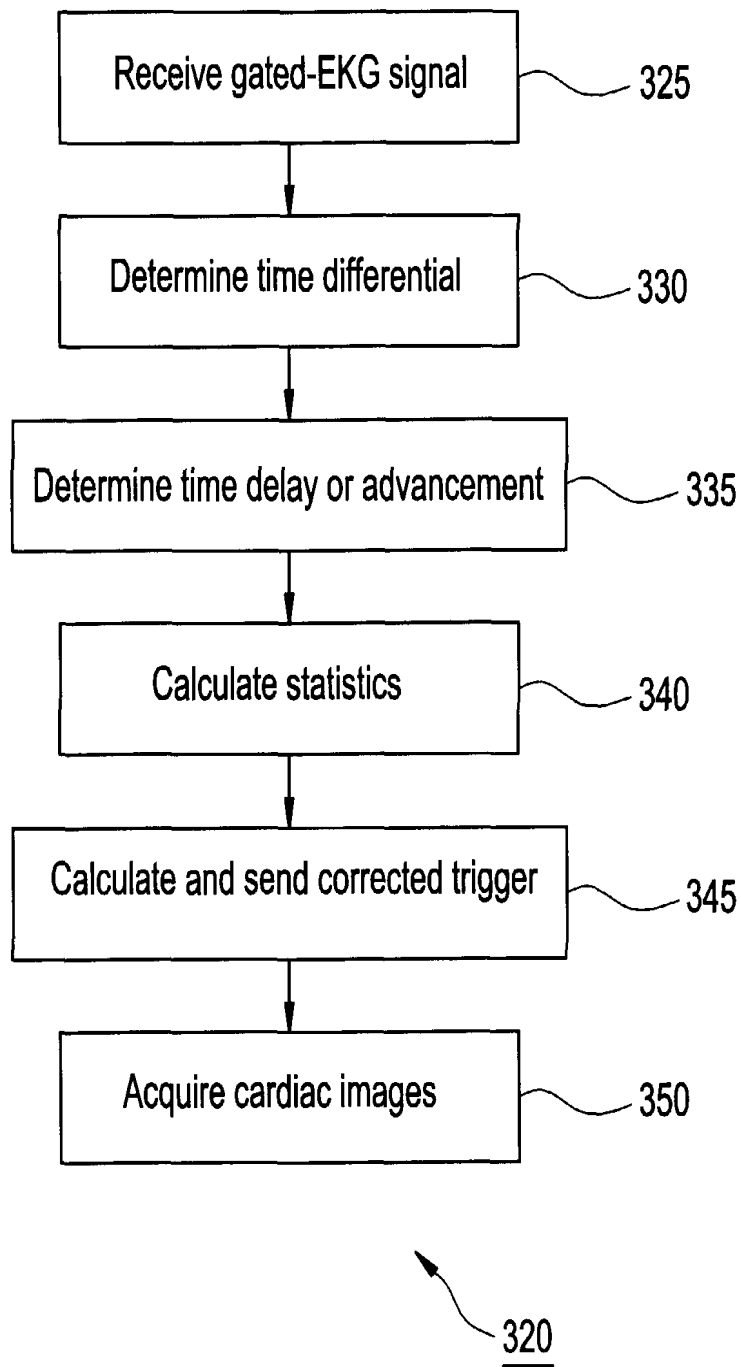 Receive gated-EKG signal
325
Determine time differential
330
Determine time delay or advancement
335
Calculate statistics
340
Calculate and send corrected trigger
345
Acquire cardiac images
350
320